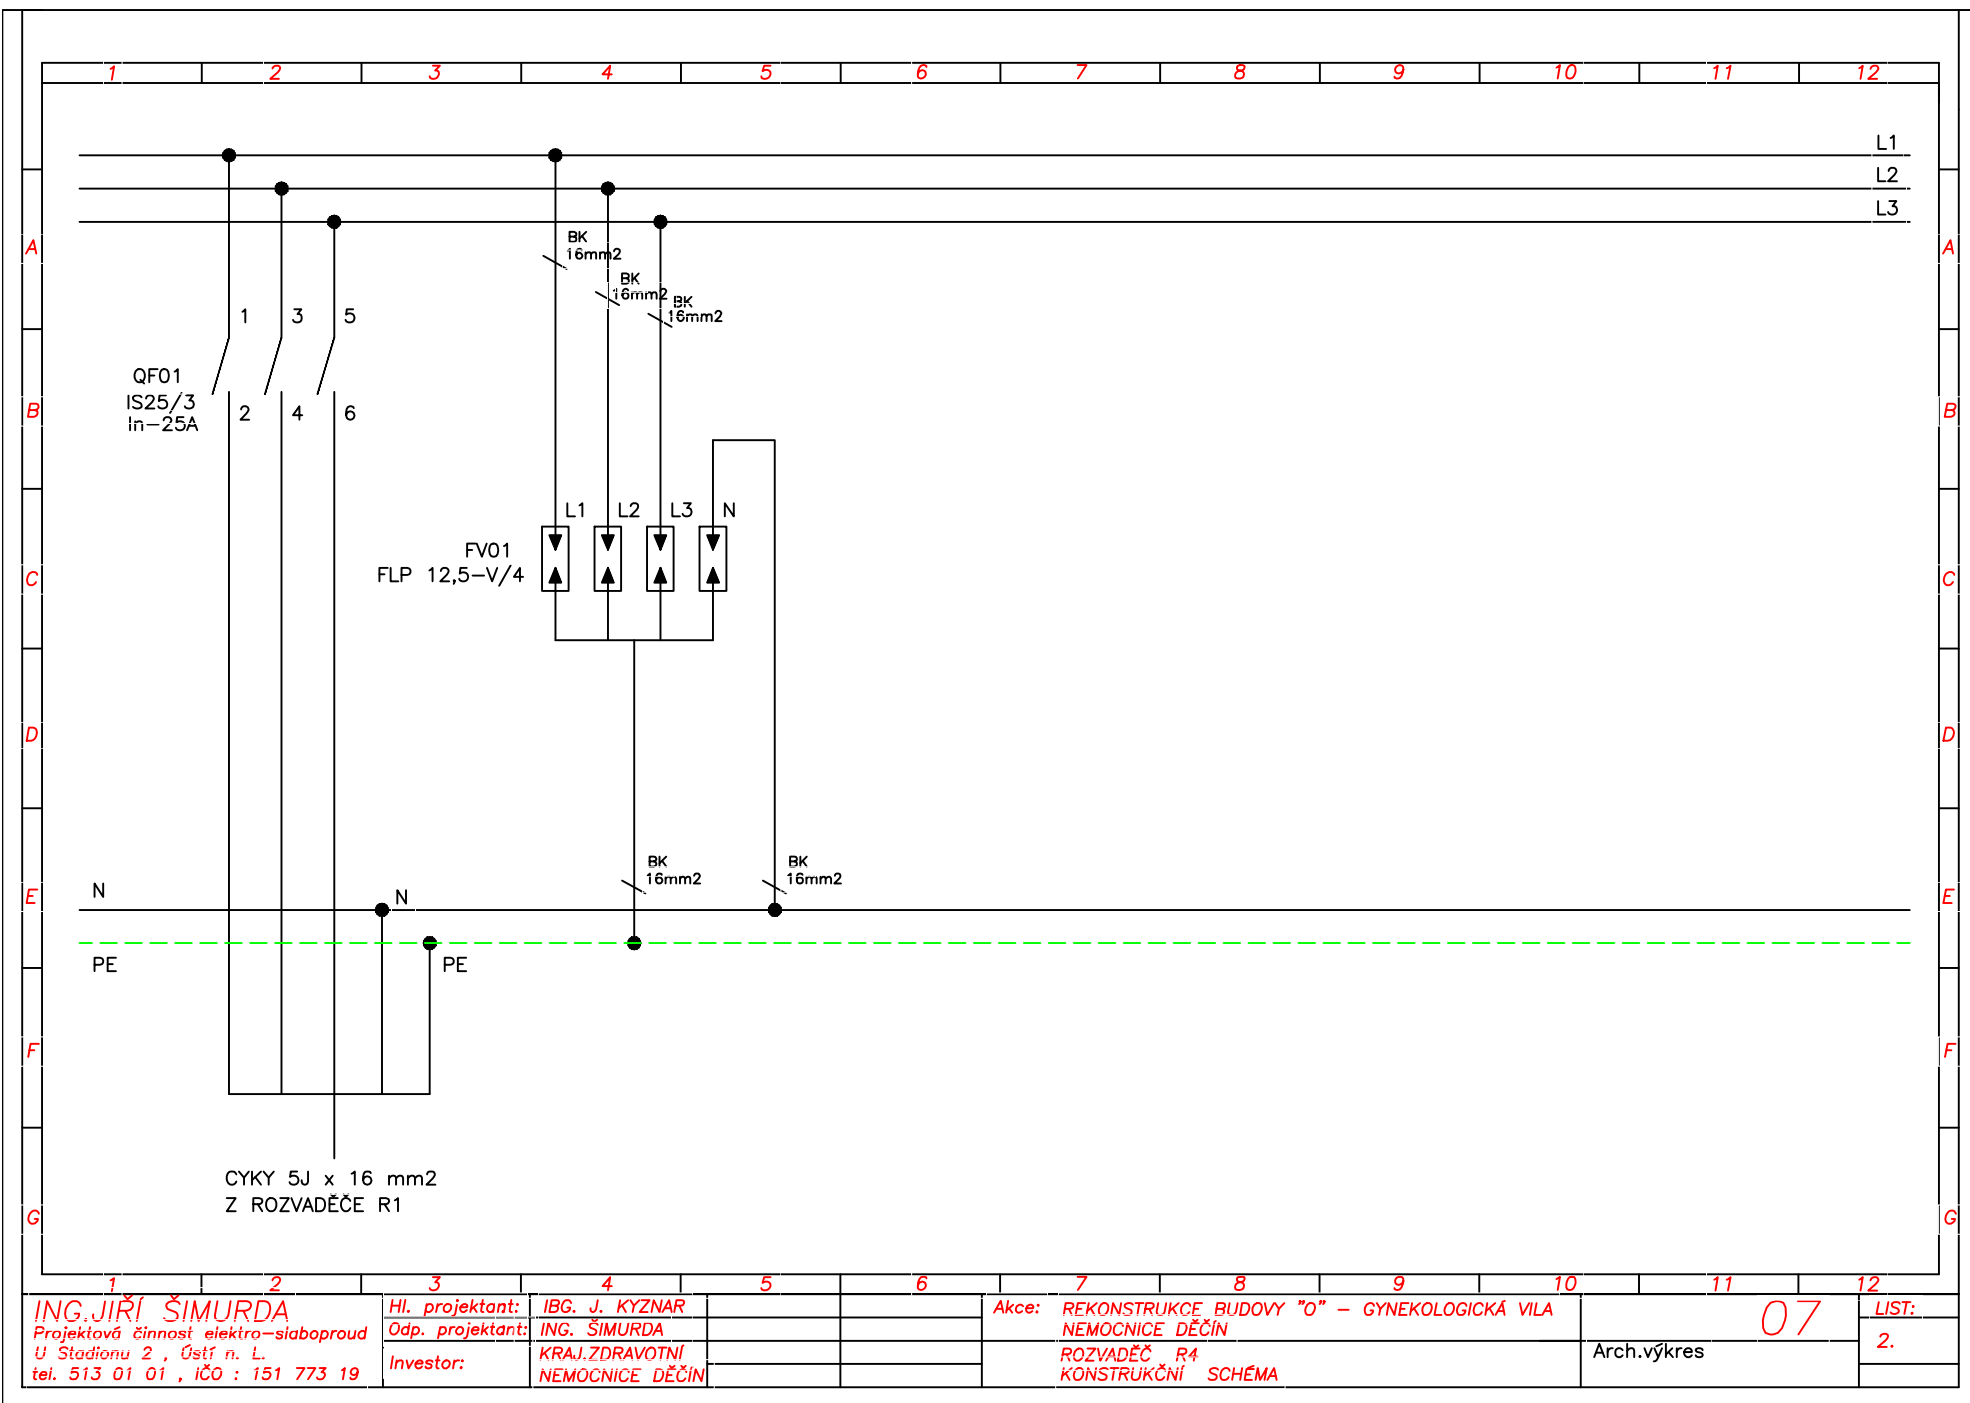 1 2 3 4 5 6 7 8 9 10 11 12
L1
L2
L3
A A
BK
16mm2
BK
16mm2
BK
16mm2
1 3 5
QF01
IS25/3
In-25A
2 4 6
B B
L1 L2 L3 N
FV01
FLP 12,5-V/4
C C
D D
BK
16mm2
BK
16mm2
E E
N N
PE PE
F F
CYKY 5J x 16 mm2
Z ROZVADĚČE R1
G G
1 2 3 4 5 6 7 8 9 10 11 12
ING.JIŘÍ ŠIMURDA
Projektová činnost elektro-slaboproud
U Stadionu 2 , Ústí n. L.
tel. 513 01 01 , IČO : 151 773 19
Hl. projektant: IBG. J. KYZNAR
Odp. projektant: ING. ŠIMURDA
Investor: KRAJ.ZDRAVOTNÍ
NEMOCNICE DĚČÍN
Akce: REKONSTRUKCE BUDOVY "O" - GYNEKOLOGICKÁ VILA
NEMOCNICE DĚČÍN
ROZVADĚČ R4
KONSTRUKČNÍ SCHÉMA
07
Arch.výkres
LIST:
2.